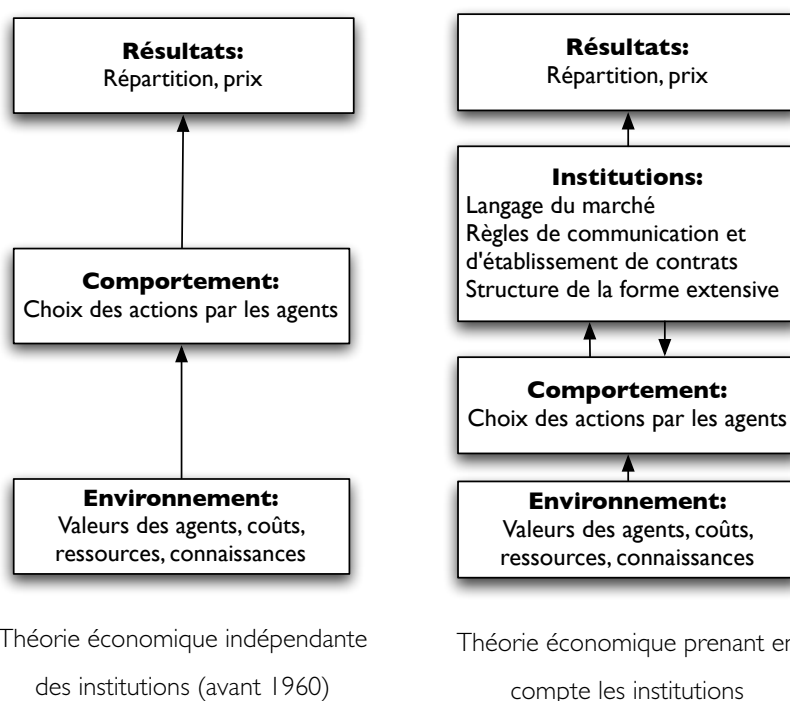 Résultats:
Répartition, prix
Comportement:
Choix des actions par les agents
Environnement:
Valeurs des agents, coûts,
ressources, connaissances
Théorie économique indépendante
des institutions (avant 1960)
Résultats:
Répartition, prix
Institutions:
Langage du marché
Règles de communication et
d'établissement de contrats
Structure de la forme extensive
Comportement:
Choix des actions par les agents
Environnement:
Valeurs des agents, coûts,
ressources, connaissances
Théorie économique prenant en
compte les institutions